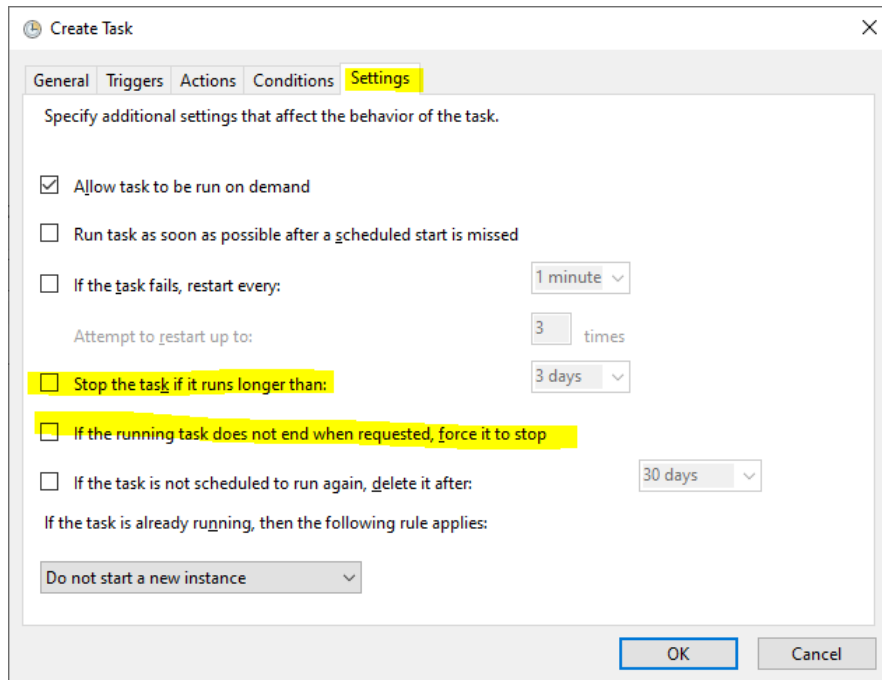 Create Task
General Triggers Actions Conditions Settings
Specify additional settings that affect the behavior of the task.
Allow task to be run on demand
Run task as soon as possible after a scheduled start is missed
If the task fails, restart every: 1 minute
Attempt to restart up to: 3 times
Stop the task if it runs longer than: 3 days
If the running task does not end when requested, force it to stop
If the task is not scheduled to run again, delete it after: 30 days
If the task is already running, then the following rule applies:
Do not start a new instance
OK Cancel